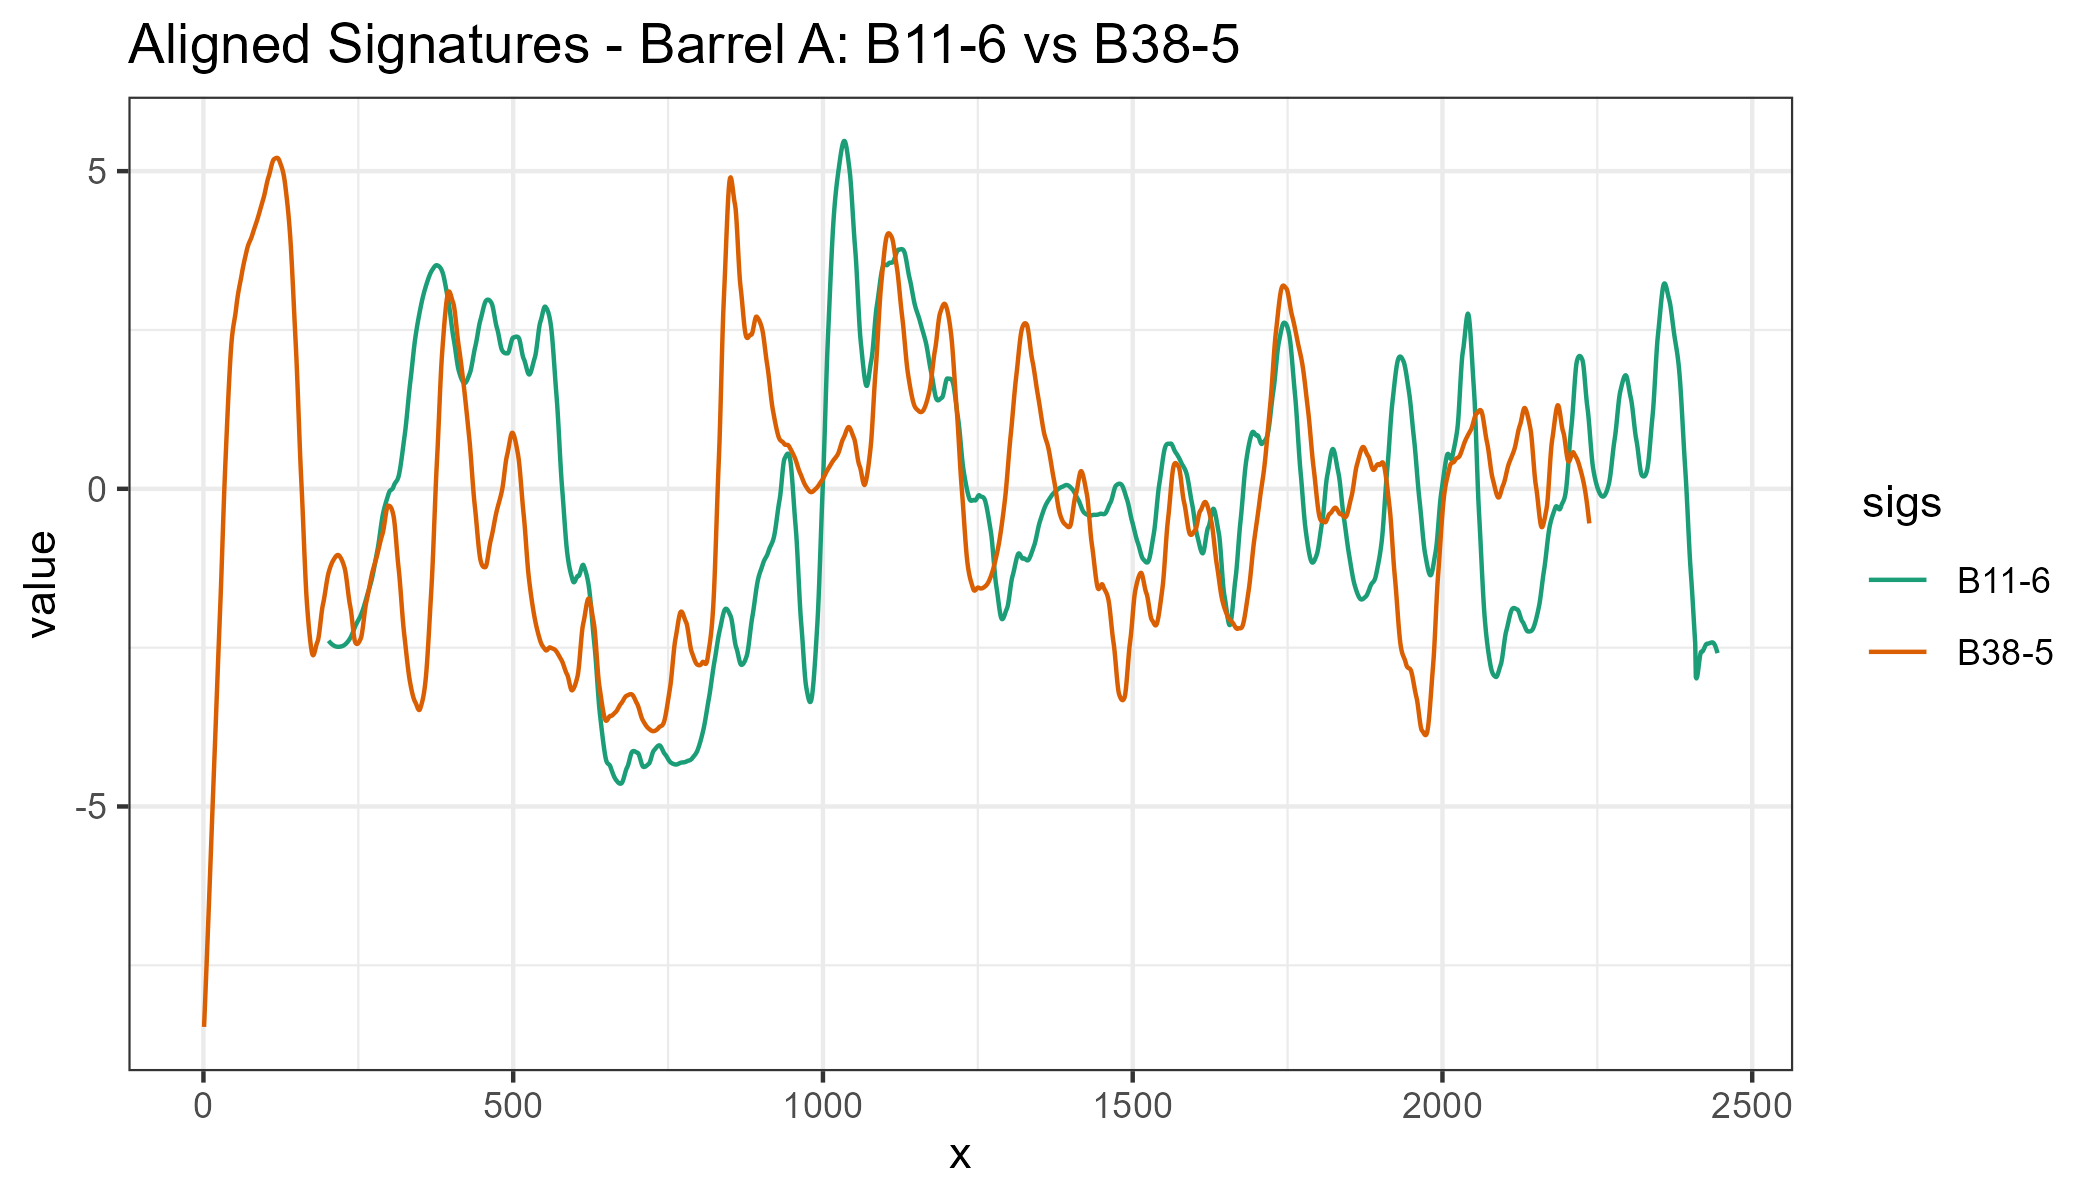 Aligned Signatures - Barrel A: B11-6 vs B38-5
5
0
-5
value
0 500 1000 1500 2000 2500
x
sigs
B11-6
B38-5